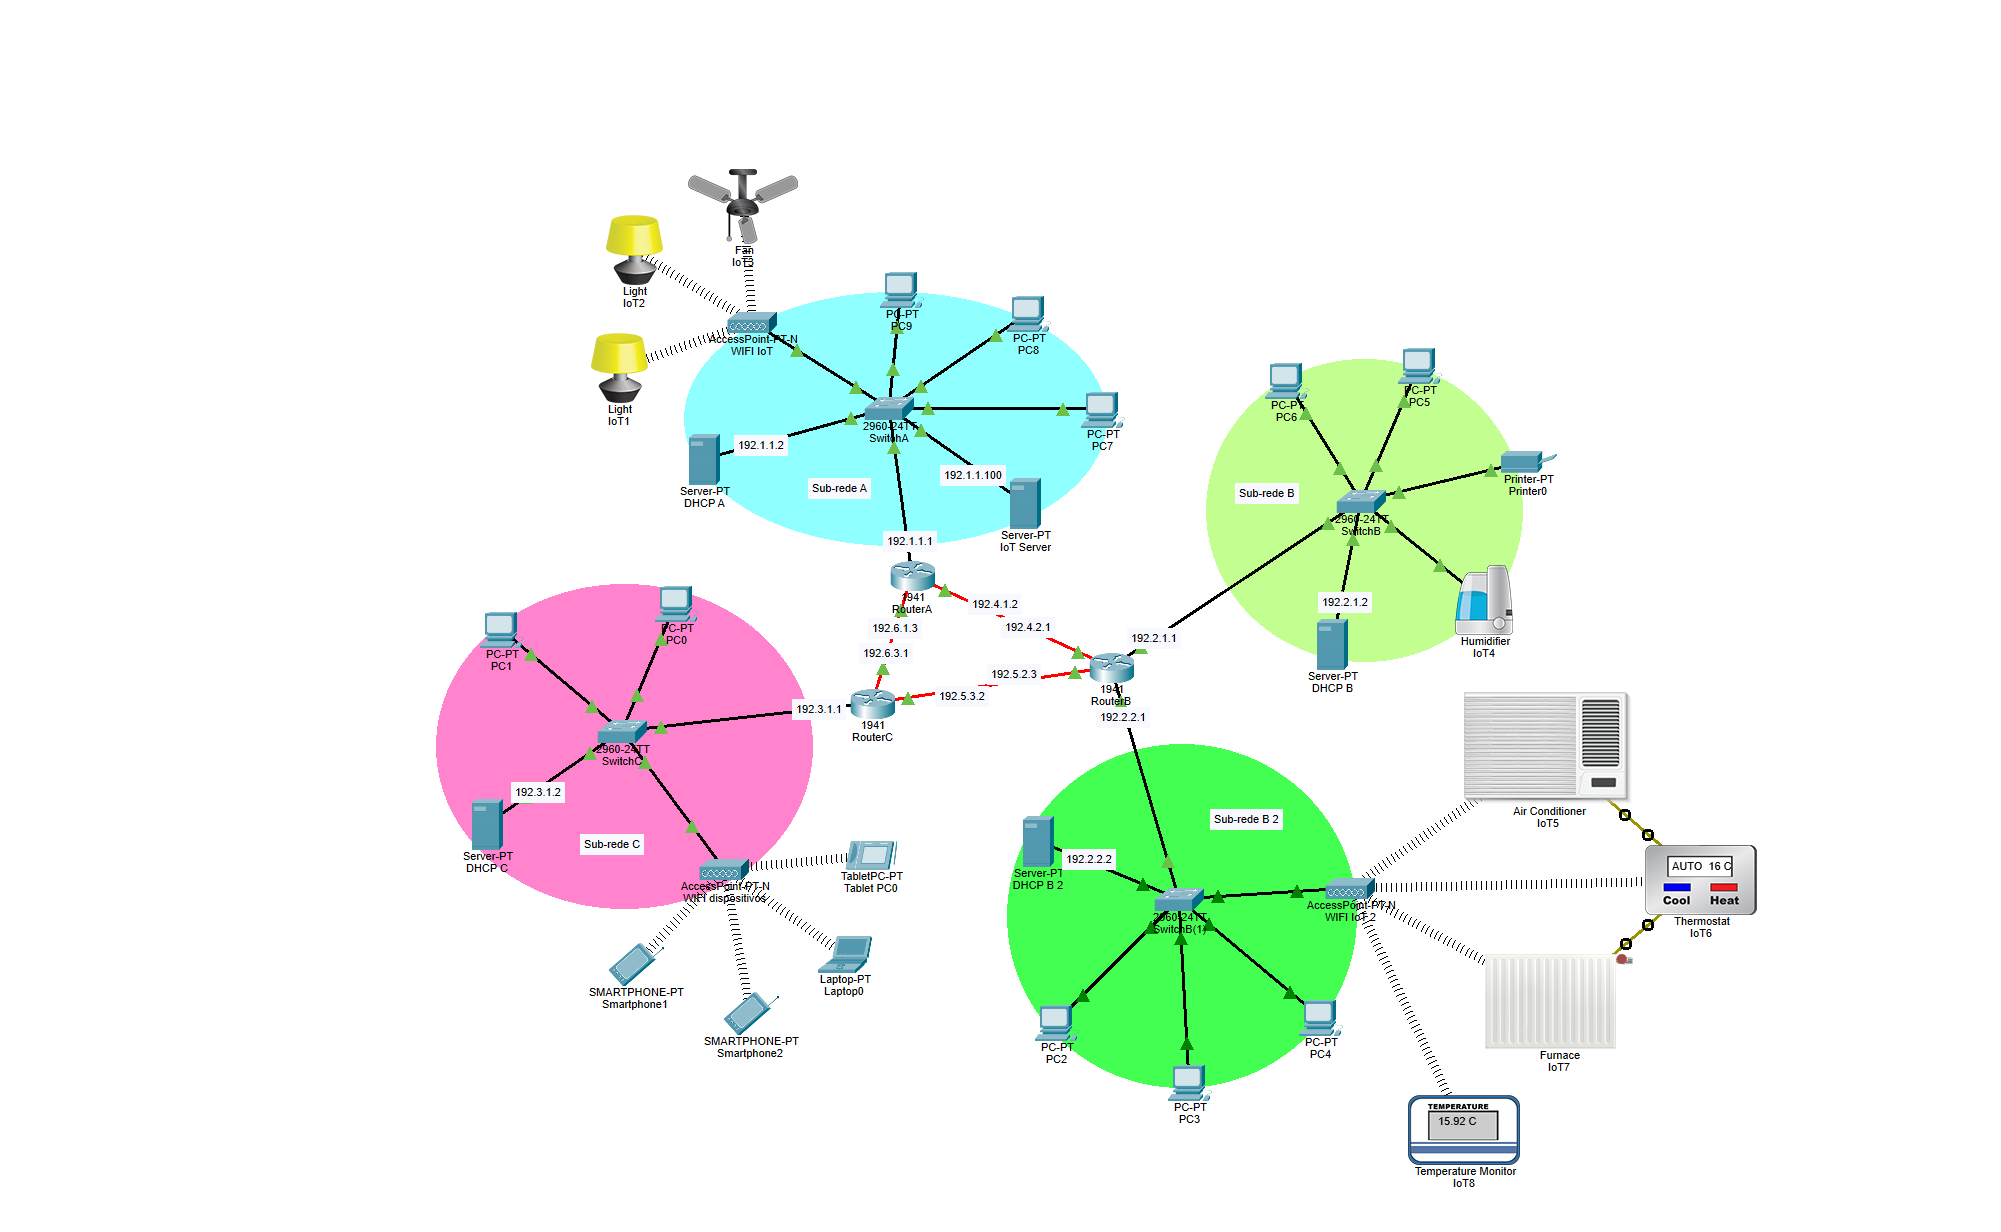 Fan
IoT3
Light
IoT2
Light
IoT1
AccessPoint-PT-N
WIFI IoT
PC-PT
PC9
PC-PT
PC8
PC-PT
PC7
2960-24TT
SwitchA
192.1.1.2
Server-PT
DHCP A
Sub-rede A
192.1.1.100
Server-PT
IoT Server
192.1.1.1
1941
RouterA
192.4.1.2
192.4.2.1
192.6.1.3
192.6.3.1
192.5.2.3
192.5.3.2
192.2.1.1
1941
RouterB
192.2.2.1
192.3.1.1
1941
RouterC
PC-PT
PC6
PC-PT
PC5
Sub-rede B
Printer-PT
Printer0
2960-24TT
SwitchB
192.2.1.2
Server-PT
DHCP B
Humidifier
IoT4
PC-PT
PC1
PC-PT
PC0
2960-24TT
SwitchC
192.3.1.2
Server-PT
DHCP C
Sub-rede C
AccessPoint-PT-N
WIFI dispositivos
TabletPC-PT
Tablet PC0
Laptop-PT
Laptop0
SMARTPHONE-PT
Smartphone1
SMARTPHONE-PT
Smartphone2
Sub-rede B 2
192.2.2.2
Server-PT
DHCP B 2
2960-24TT
SwitchB(1)
AccessPoint-PT-N
WIFI IoT 2
PC-PT
PC2
PC-PT
PC3
PC-PT
PC4
Air Conditioner
IoT5
AUTO 16 C
Cool Heat
Thermostat
IoT6
Furnace
IoT7
TEMPERATURE
15.92 C
Temperature Monitor
IoT8